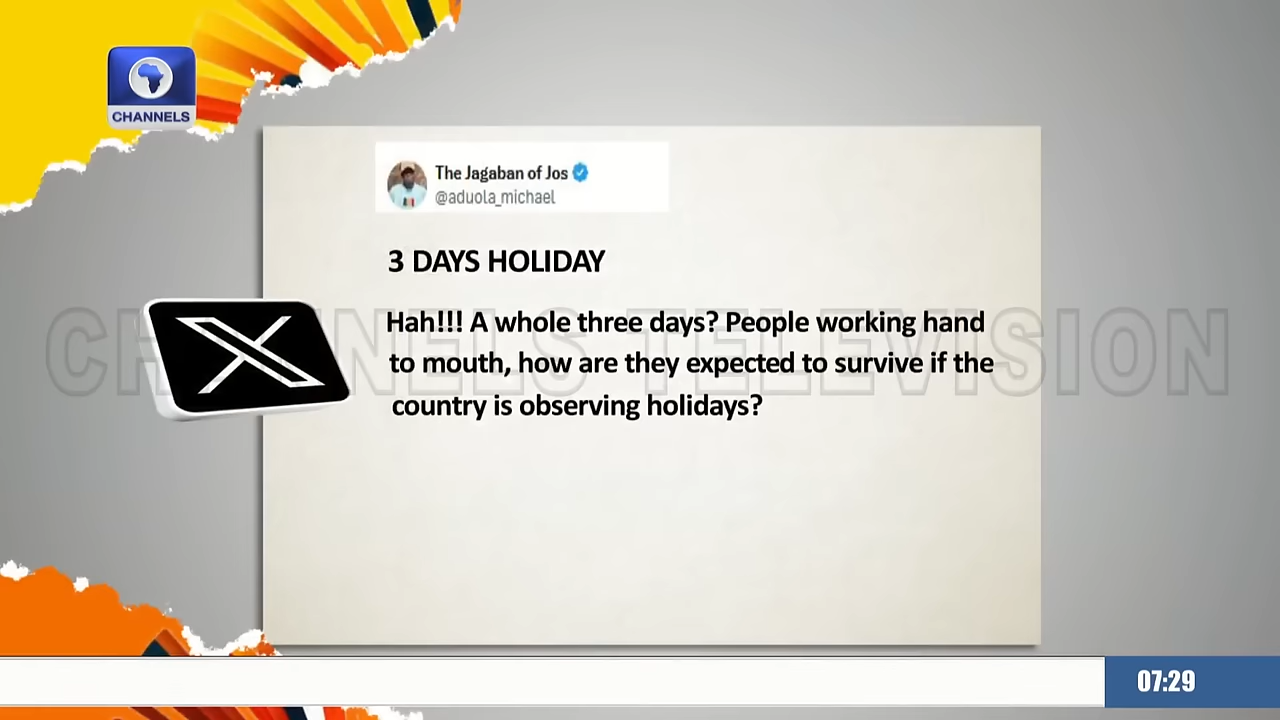 CHANNELS
The Jagaban of Jos
@aduola_michael
3 DAYS HOLIDAY
Hah!!! A whole three days? People working hand
to mouth, how are they expected to survive if the
country is observing holidays?
CHANNELS TELEVISION
07:29